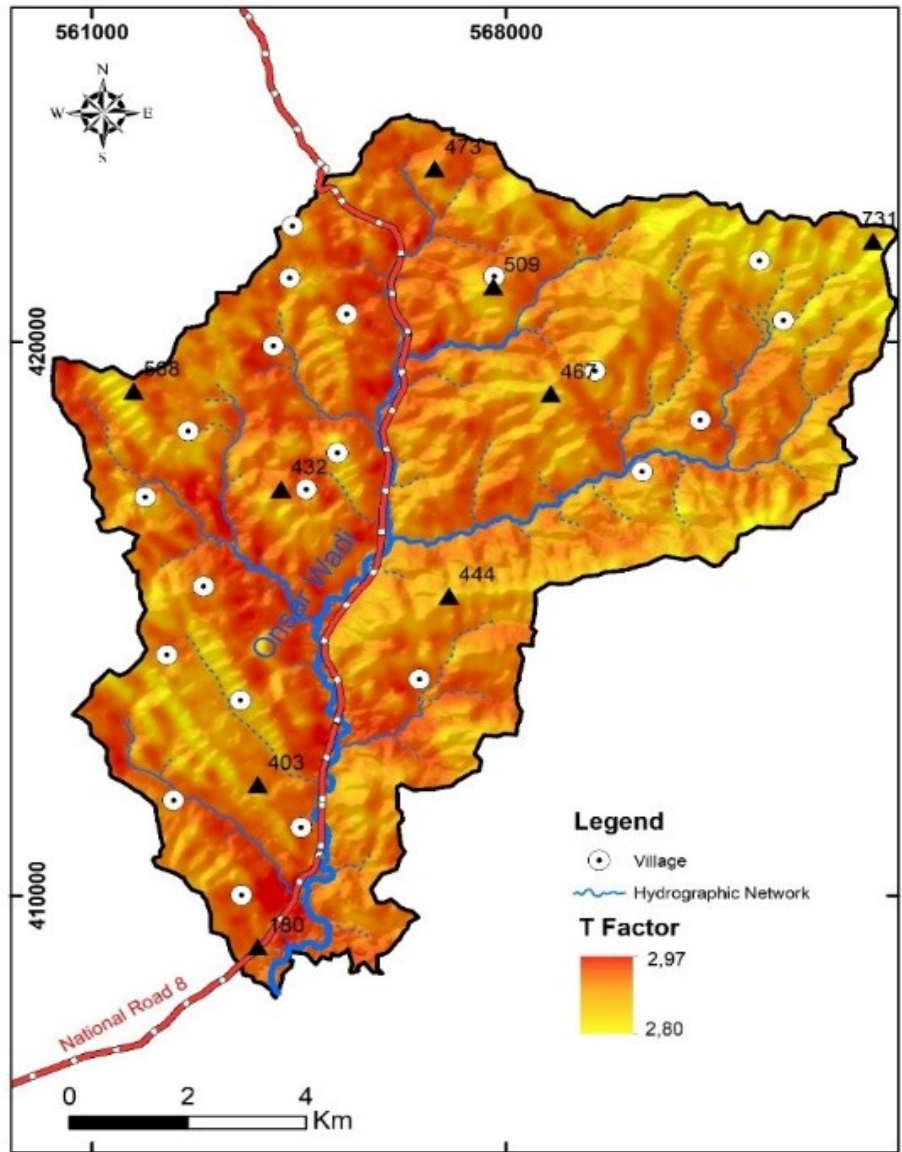 561000 568000
N
W E
S
473
731
509
420000
568
467
432
Onsar Wadi
444
403
Legend
Village
410000
Hydrographic Network
T Factor
180
2,97
National Road 8
2,80
0 2 4
Km